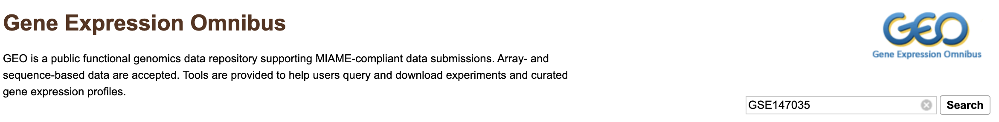 Gene Expression Omnibus
GEO
Gene Expression Omnibus
GEO is a public functional genomics data repository supporting MIAME-compliant data submissions. Array- and
sequence-based data are accepted. Tools are provided to help users query and download experiments and curated
gene expression profiles.
GSE147035
Search